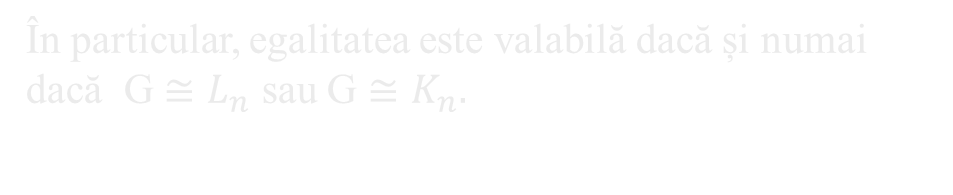 În particular, egalitatea este valabilă dacă și numai
dacă  G ≅ 𝐿ₙ sau G ≅ 𝐾ₙ.